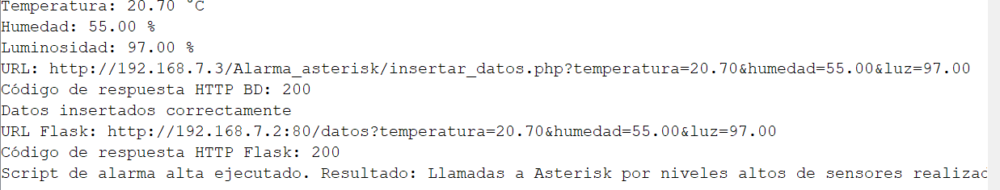 Temperatura: 20.70 °C
Humedad: 55.00 %
Luminosidad: 97.00 %
URL: http://192.168.7.3/Alarma_asterisk/insertar_datos.php?temperatura=20.70&humedad=55.00&luz=97.00
Código de respuesta HTTP BD: 200
Datos insertados correctamente
URL Flask: http://192.168.7.2:80/datos?temperatura=20.70&humedad=55.00&luz=97.00
Código de respuesta HTTP Flask: 200
Script de alarma alta ejecutado. Resultado: Llamadas a Asterisk por niveles altos de sensores